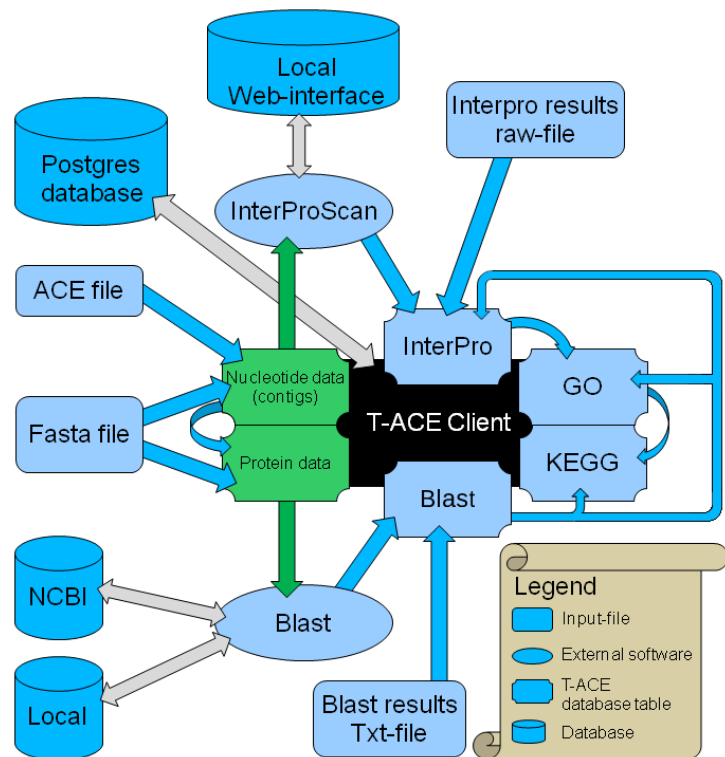 Local
Web-interface
Interpro results
raw-file
Postgres
database
InterProScan
ACE file
InterPro
Nucleotide data
(contigs)
GO
T-ACE Client
Fasta file
Protein data
KEGG
Blast
NCBI
Blast
Local
Blast results
Txt-file
Legend
Input-file
External software
T-ACE
database table
Database